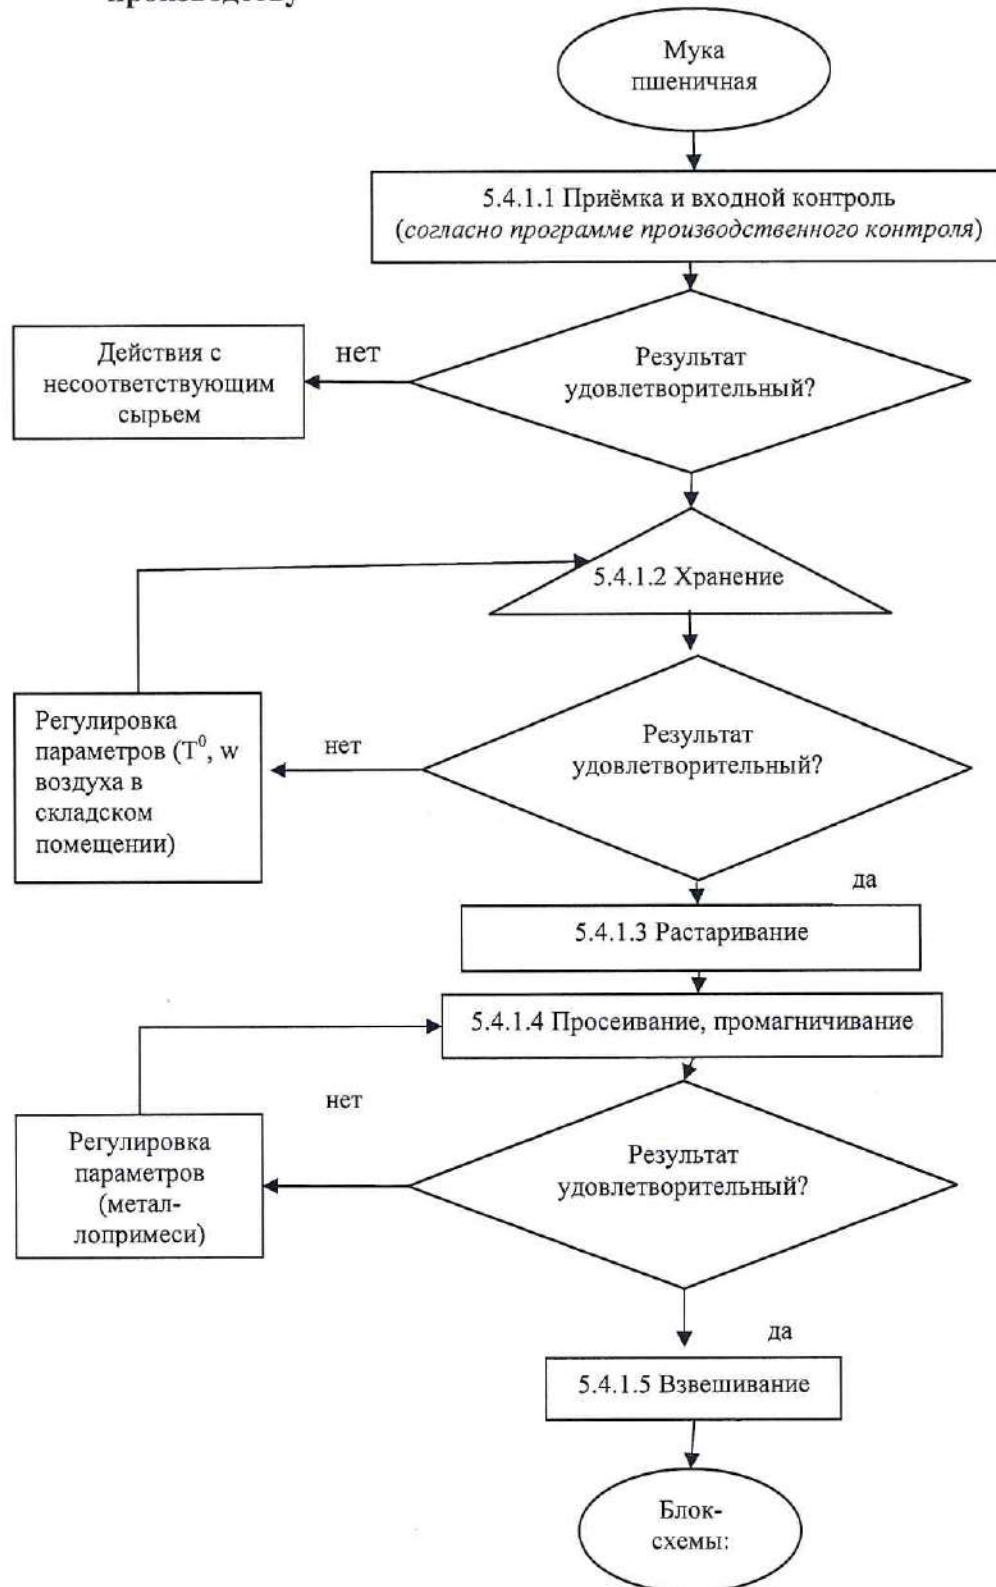 производству
Мука
пшеничная
5.4.1.1 Приёмка и входной контроль
(согласно программе производственного контроля)
Действия с
несоответствующим
сырьем
нет
Результат
удовлетворительный?
5.4.1.2 Хранение
Регулировка
параметров (T⁰, w
воздуха в
складском
помещении)
нет
Результат
удовлетворительный?
да
5.4.1.3 Растаривание
5.4.1.4 Просеивание, промагничивание
нет
Регулировка
параметров
(метал-
лопримеси)
Результат
удовлетворительный?
да
5.4.1.5 Взвешивание
Блок-
схемы: